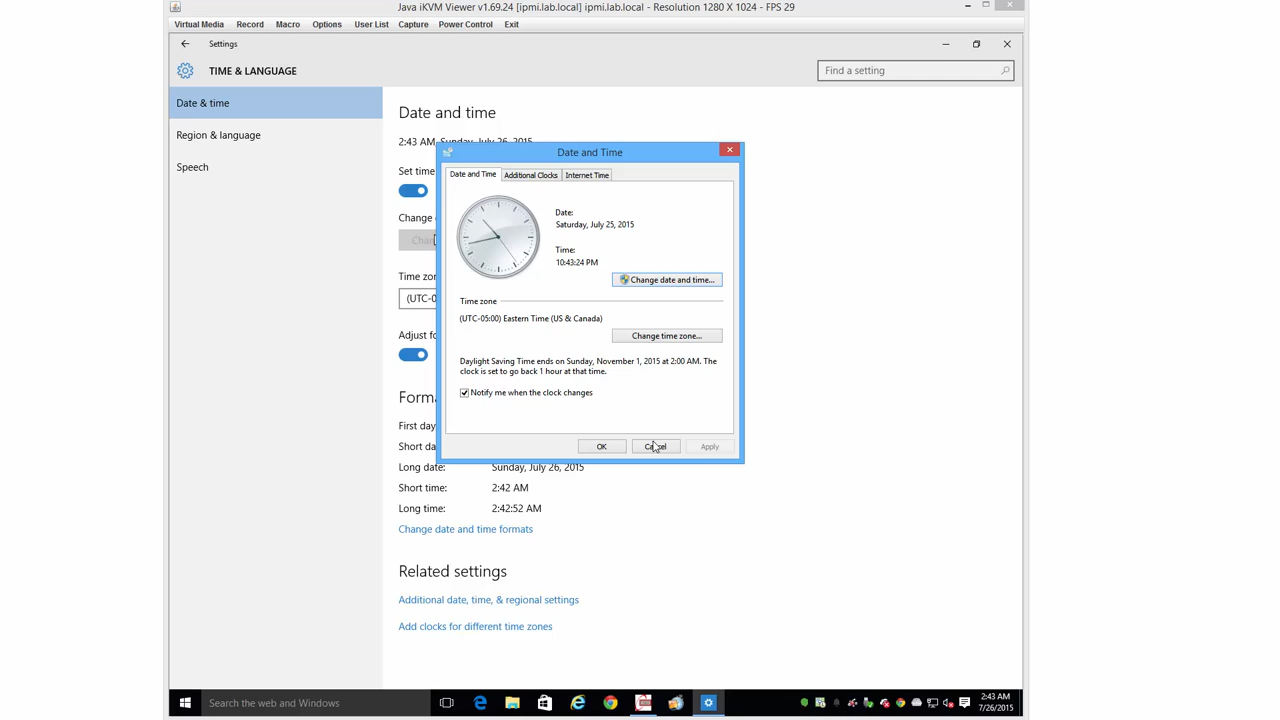 Java iKVM Viewer v1.69.24 [ipmi.lab.local] ipmi.lab.local - Resolution 1280 X 1024 - FPS 29
Virtual Media Record Macro Options User List Capture Power Control Exit
Settings
TIME & LANGUAGE
Find a setting
Date & time
Region & language
Speech
Date and time
2:43 AM, Sunday, July 26, 2015
Set time
Change
Time zo
(UTC-0
Adjust fo
Date and Time
Date and Time Additional Clocks Internet Time
Date:
Saturday, July 25, 2015
Time:
10:43:24 PM
Change date and time...
Time zone
(UTC-05:00) Eastern Time (US & Canada)
Change time zone...
Daylight Saving Time ends on Sunday, November 1, 2015 at 2:00 AM. The
clock is set to go back 1 hour at that time.
Notify me when the clock changes
OK Cancel Apply
Forma
First day
Short da
Long date: Sunday, July 26, 2015
Short time: 2:42 AM
Long time: 2:42:52 AM
Change date and time formats
Related settings
Additional date, time, & regional settings
Add clocks for different time zones
Search the web and Windows
2:43 AM
7/26/2015